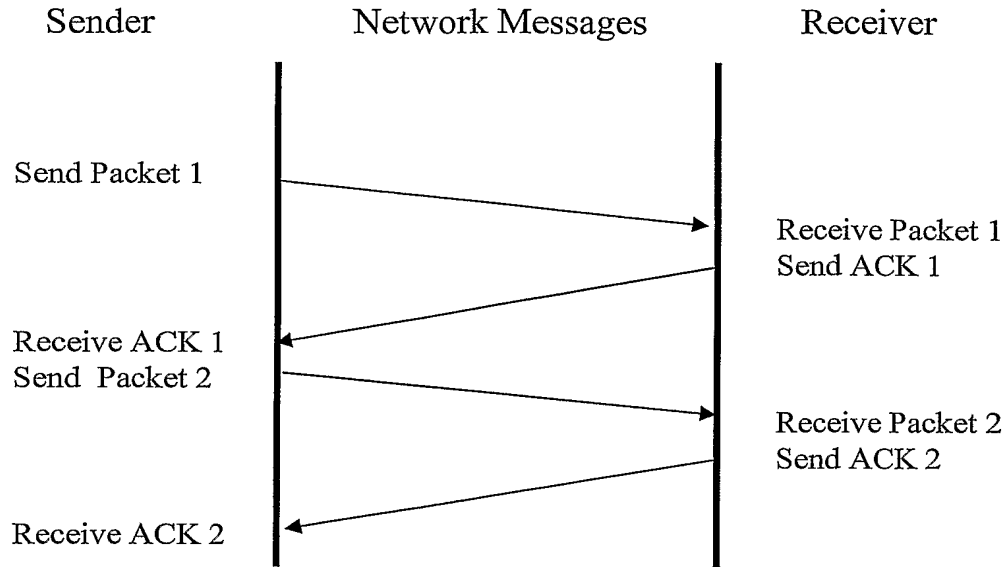 Sender Network Messages Receiver
Send Packet 1
Receive Packet 1
Send ACK 1
Receive ACK 1
Send Packet 2
Receive Packet 2
Send ACK 2
Receive ACK 2